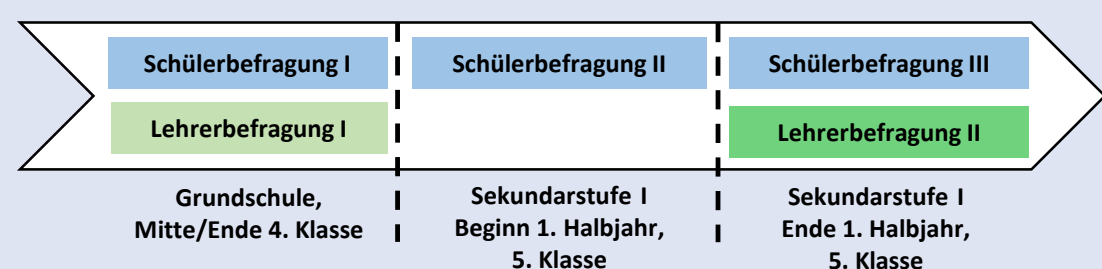 Schülerbefragung I
Schülerbefragung II
Schülerbefragung III
Lehrerbefragung I
Lehrerbefragung II
Grundschule,
Mitte/Ende 4. Klasse
Sekundarstufe I
Beginn 1. Halbjahr,
5. Klasse
Sekundarstufe I
Ende 1. Halbjahr,
5. Klasse